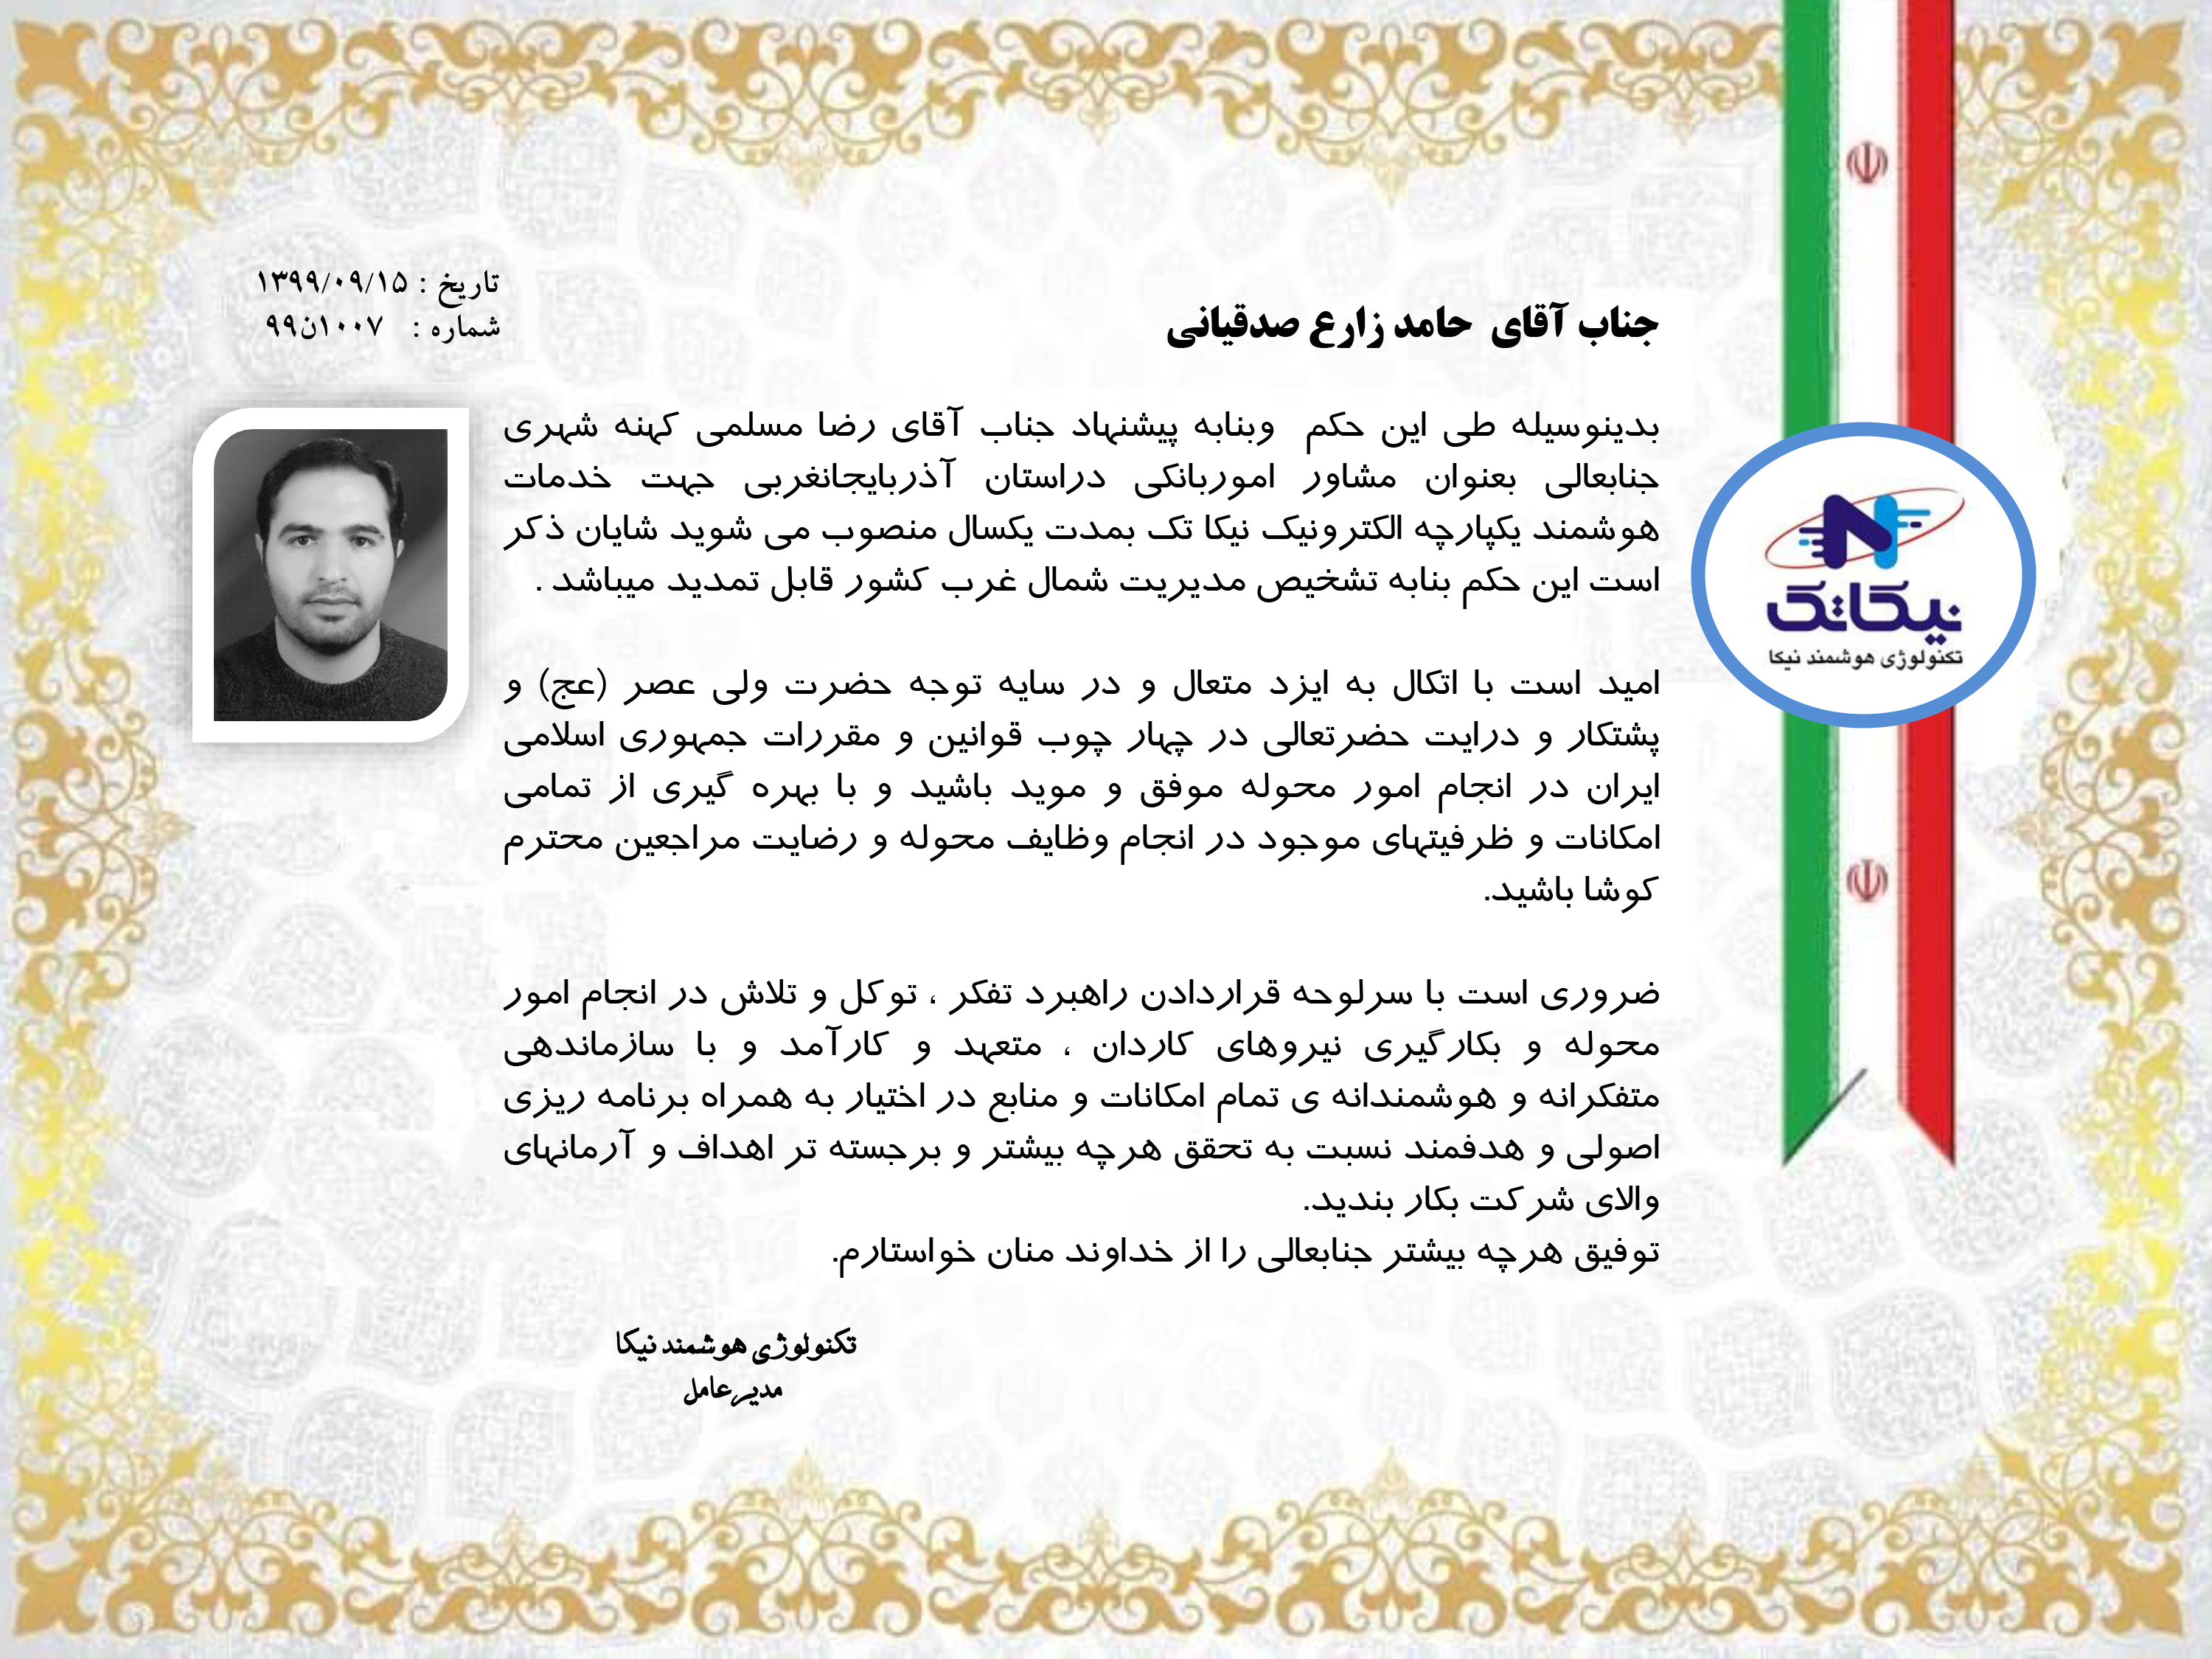 تاریخ : ۱۳۹۹/۰۹/۱۵
شماره : ۱۰۰۷ن۹۹
جناب آقای حامد زارع صدقیانی
بدینوسیله طی این حکم وبنابه پیشنهاد جناب آقای رضا مسلمی کهنه شهری
جنابعالی بعنوان مشاور اموربانکی دراستان آذربایجانغربی جهت خدمات
هوشمند یکپارچه الکترونیک نیکا تک بمدت یکسال منصوب می شوید شایان ذکر
است این حکم بنابه تشخیص مدیریت شمال غرب کشور قابل تمدید میباشد .
امید است با اتکال به ایزد متعال و در سایه توجه حضرت ولی عصر (عج) و
پشتکار و درایت حضرتعالی در چهار چوب قوانین و مقررات جمهوری اسلامی
ایران در انجام امور محوله موفق و موید باشید و با بهره گیری از تمامی
امکانات و ظرفیتهای موجود در انجام وظایف محوله و رضایت مراجعین محترم
کوشا باشید.
ضروری است با سرلوحه قراردادن راهبرد تفکر ، توکل و تلاش در انجام امور
محوله و بکارگیری نیروهای کاردان ، متعهد و کارآمد و با سازماندهی
متفکرانه و هوشمندانه ی تمام امکانات و منابع در اختیار به همراه برنامه ریزی
اصولی و هدفمند نسبت به تحقق هرچه بیشتر و برجسته تر اهداف و آرمانهای
والای شرکت بکار بندید.
توفیق هرچه بیشتر جنابعالی را از خداوند منان خواستارم.
تکنولوژی هوشمند نیکا
مدیرعامل
نیکاتک
تکنولوژی هوشمند نیکا